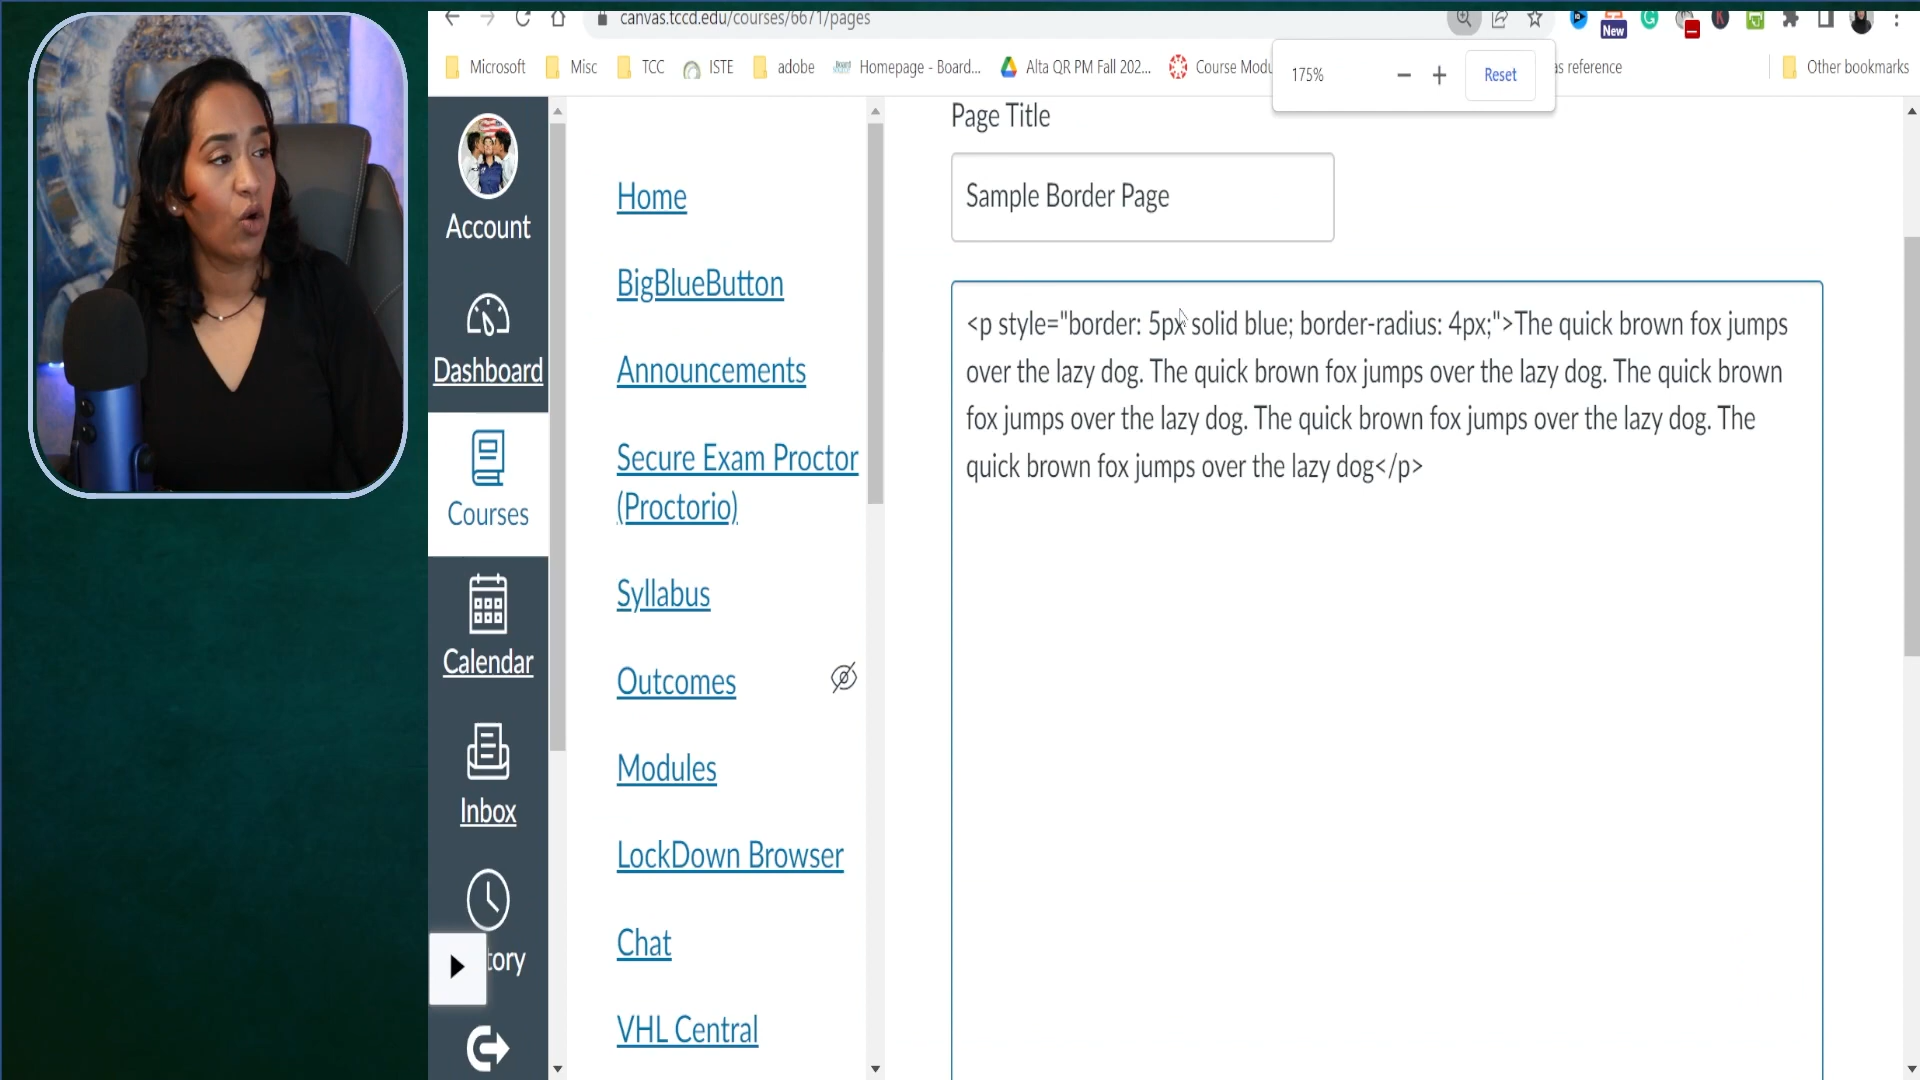 canvas.tccd.edu/courses/6671/pages
New
Microsoft
Misc
TCC
ISTE
adobe
Homepage - Board...
Alta QR PM Fall 202...
Course Modu
as reference
Other bookmarks
175%
Reset
Account
Dashboard
Courses
Calendar
Inbox
tory
Home
BigBlueButton
Announcements
Secure Exam Proctor
(Proctorio)
Syllabus
Outcomes
Modules
LockDown Browser
Chat
VHL Central
Page Title
Sample Border Page
<p style="border: 5px solid blue; border-radius: 4px;">The quick brown fox jumps
over the lazy dog. The quick brown fox jumps over the lazy dog. The quick brown
fox jumps over the lazy dog. The quick brown fox jumps over the lazy dog. The
quick brown fox jumps over the lazy dog</p>